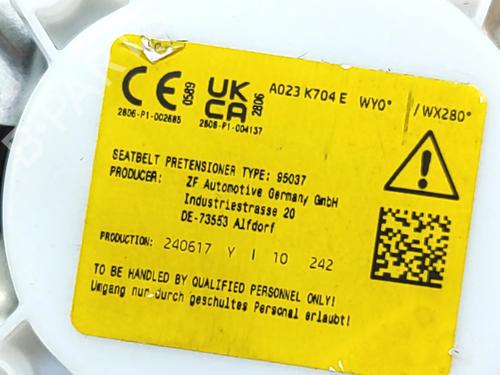 CE 0589 UK CA 2806 A023 K704 E WY0° /WX280°
2806-P1-002685 2806-P1-004137
SEATBELT PRETENSIONER TYPE: 95037
PRODUCER: ZF Automotive Germany GmbH
Industriestrasse 20
DE-73553 Alfdorf
PRODUCTION: 240617 Y | 10 242
TO BE HANDLED BY QUALIFIED PERSONNEL ONLY!
Umgang nur durch geschultes Personal erlaubt!